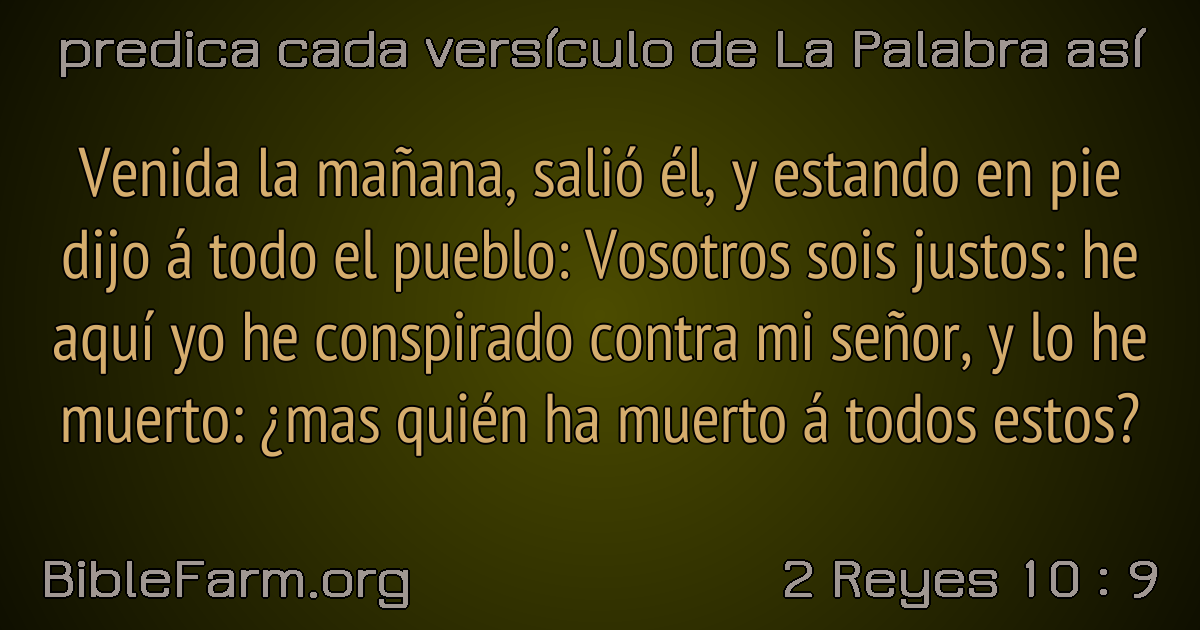 predica cada versículo de La Palabra así
Venida la mañana, salió él, y estando en pie
dijo á todo el pueblo: Vosotros sois justos: he
aquí yo he conspirado contra mi señor, y lo he
muerto: ¿mas quién ha muerto á todos estos?
BibleFarm.org
2 Reyes 10 : 9